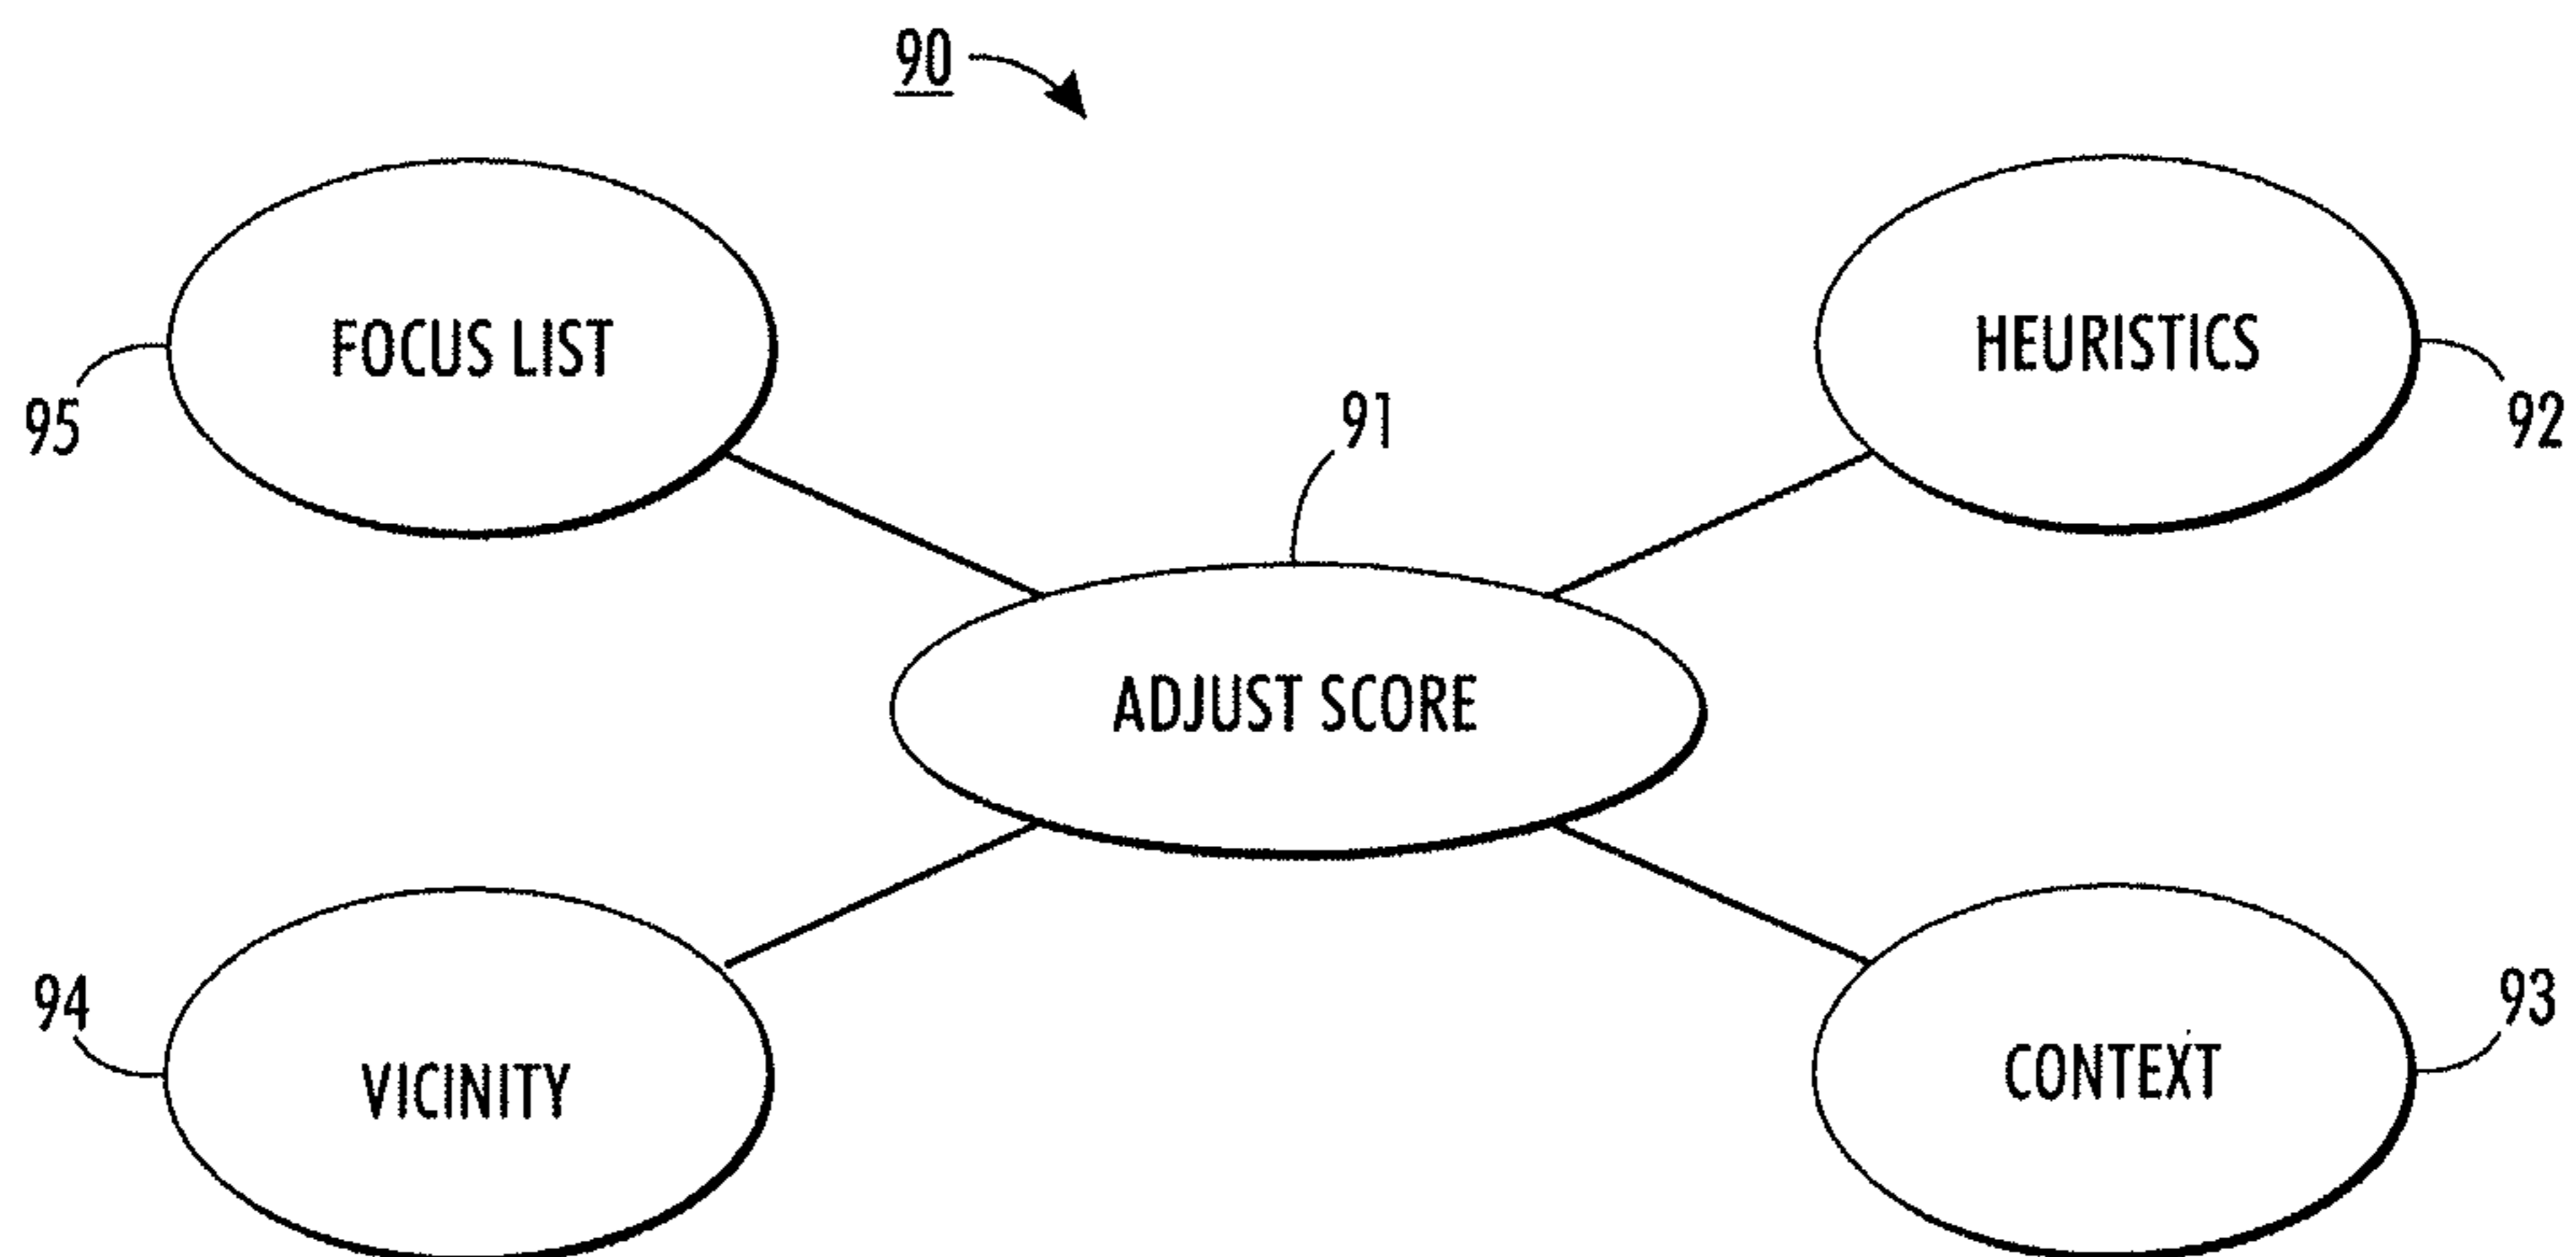 90
FOCUS LIST
HEURISTICS
95
91
92
ADJUST SCORE
94
93
VICINITY
CONTEXT